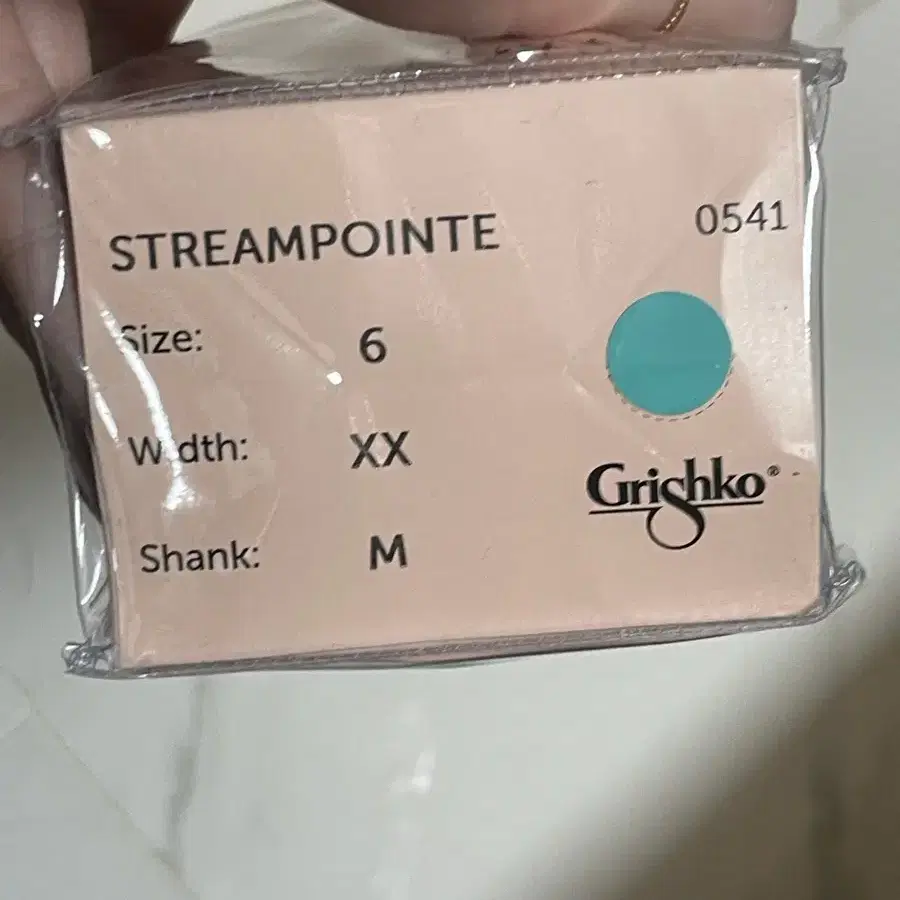 STREAMPOINTE 0541
Size: 6
Width: XX
Grishko®
Shank: M